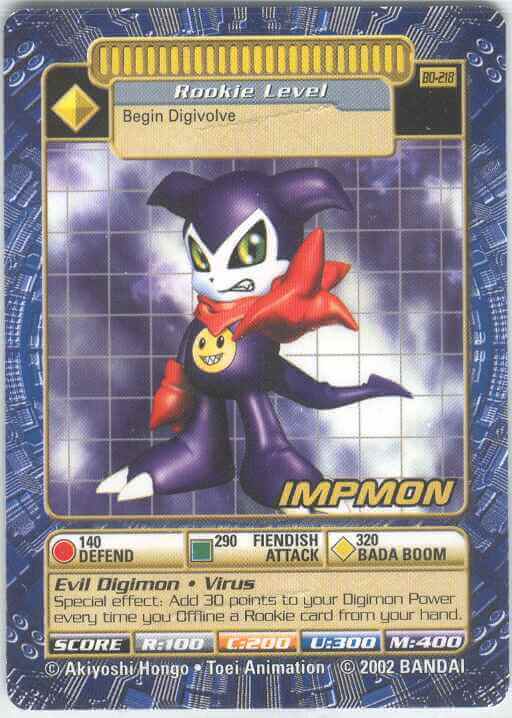 BO-218
Rookie Level
Begin Digivolve
IMPMON
140 DEFEND
290 FIENDISH ATTACK
320 BADA BOOM
Evil Digimon • Virus
Special effect: Add 30 points to your Digimon Power
every time you Offline a Rookie card from your hand.
SCORE R:100 C:200 U:300 M:400
© Akiyoshi Hongo • Toei Animation © 2002 BANDAI